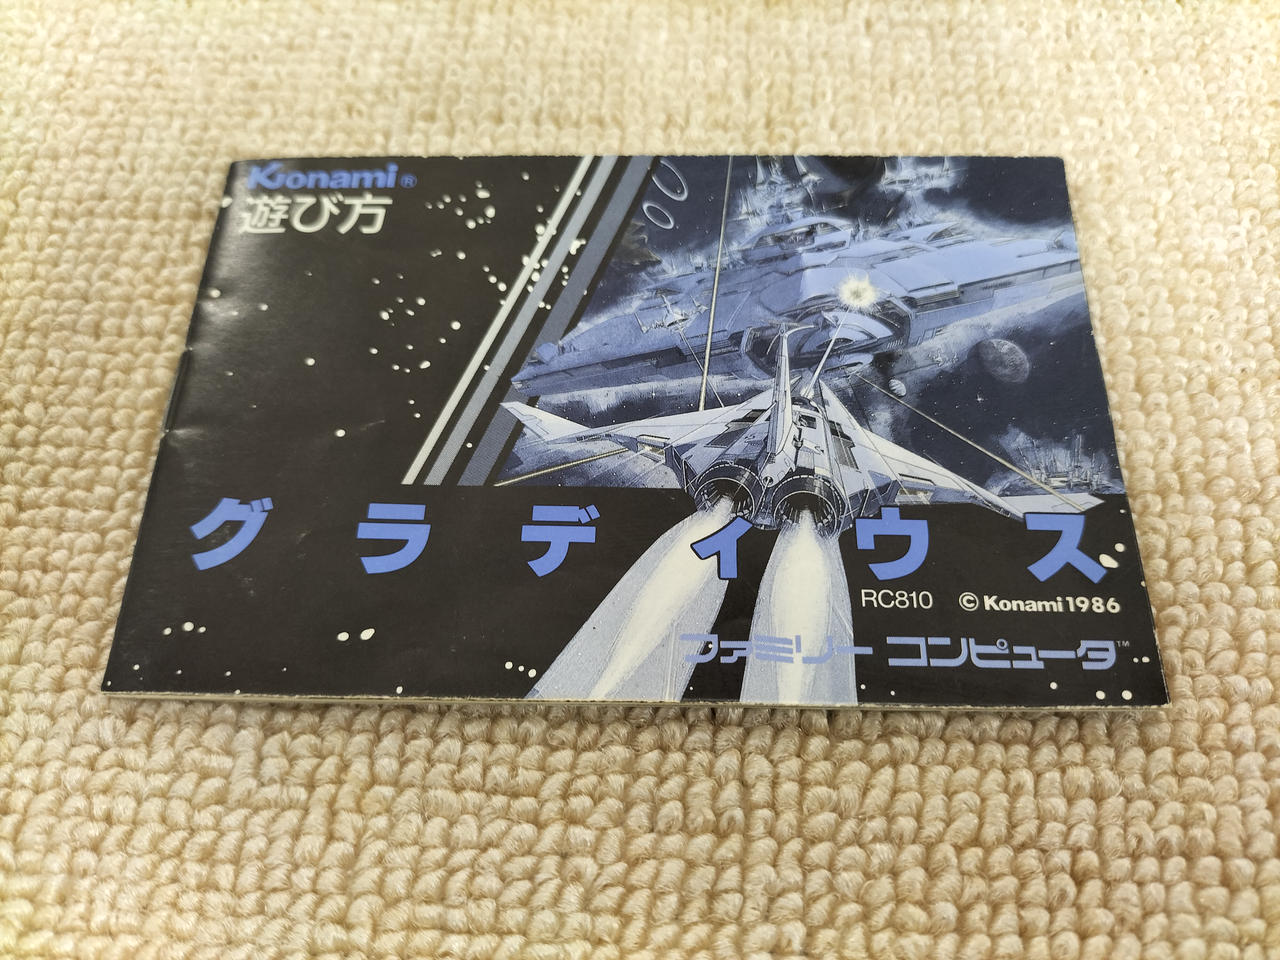 Konami®
遊び方
グラディウス
RC810 © Konami 1986
ファミリー コンピュータ™